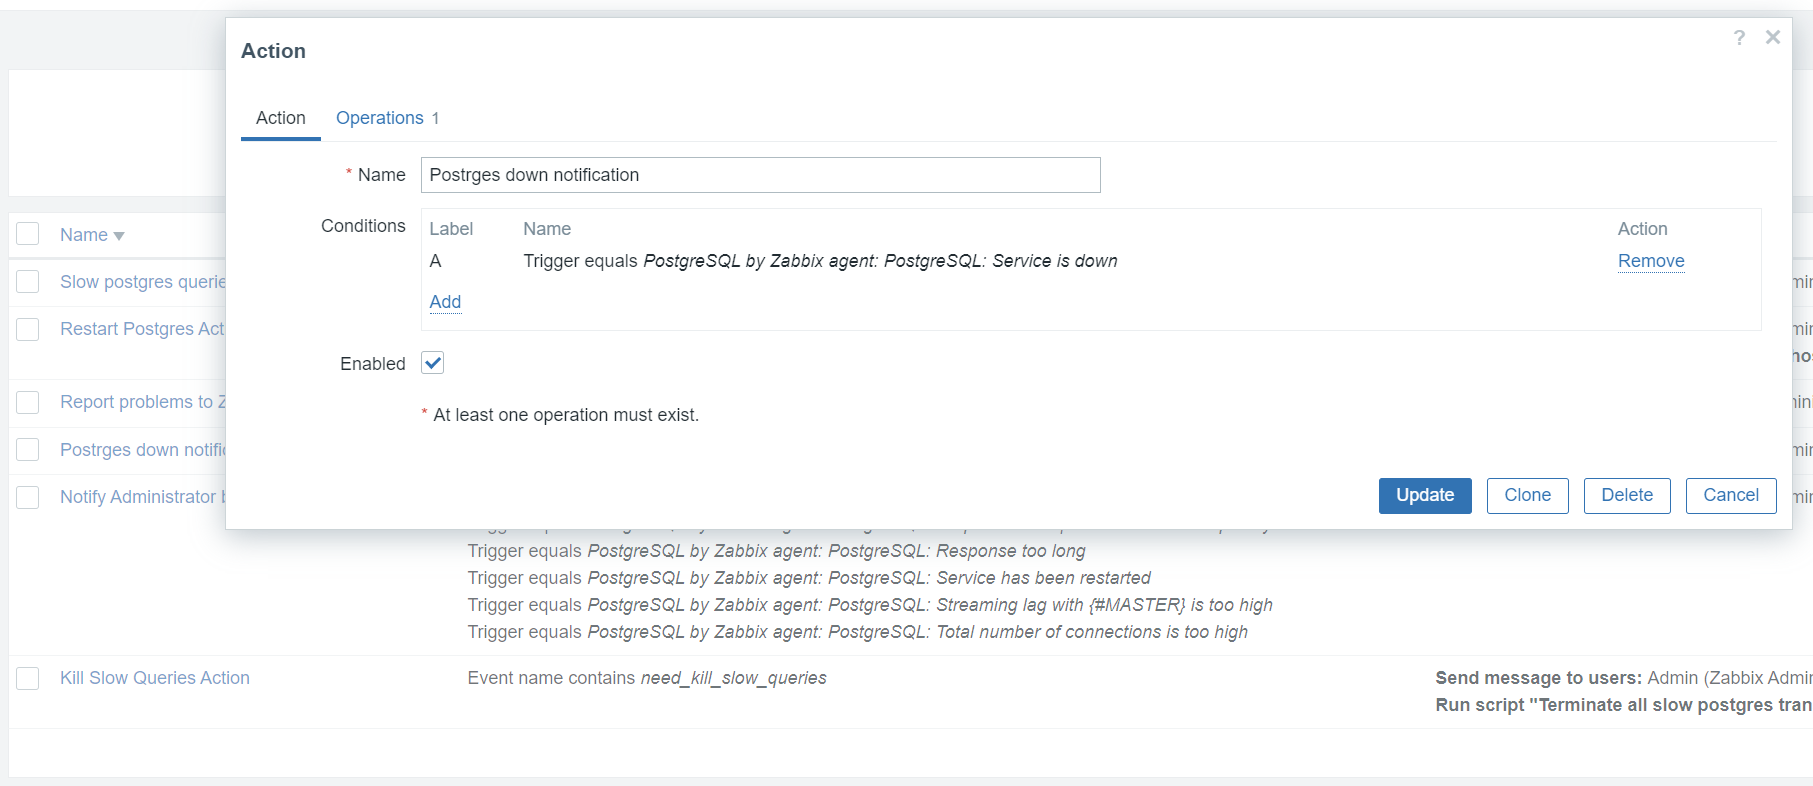 Action
? ×
Action Operations 1
* Name Postrges down notification
Conditions Label Name Action
A Trigger equals PostgreSQL by Zabbix agent: PostgreSQL: Service is down Remove
Add
Enabled
* At least one operation must exist.
Update Clone Delete Cancel
Name
Slow postgres querie
Restart Postgres Act
Report problems to
Postrges down notific
Notify Administrator
Trigger equals PostgreSQL by Zabbix agent: PostgreSQL: Response too long
Trigger equals PostgreSQL by Zabbix agent: PostgreSQL: Service has been restarted
Trigger equals PostgreSQL by Zabbix agent: PostgreSQL: Streaming lag with {#MASTER} is too high
Trigger equals PostgreSQL by Zabbix agent: PostgreSQL: Total number of connections is too high
Kill Slow Queries Action Event name contains need_kill_slow_queries Send message to users: Admin (Zabbix Admin
Run script "Terminate all slow postgres tran